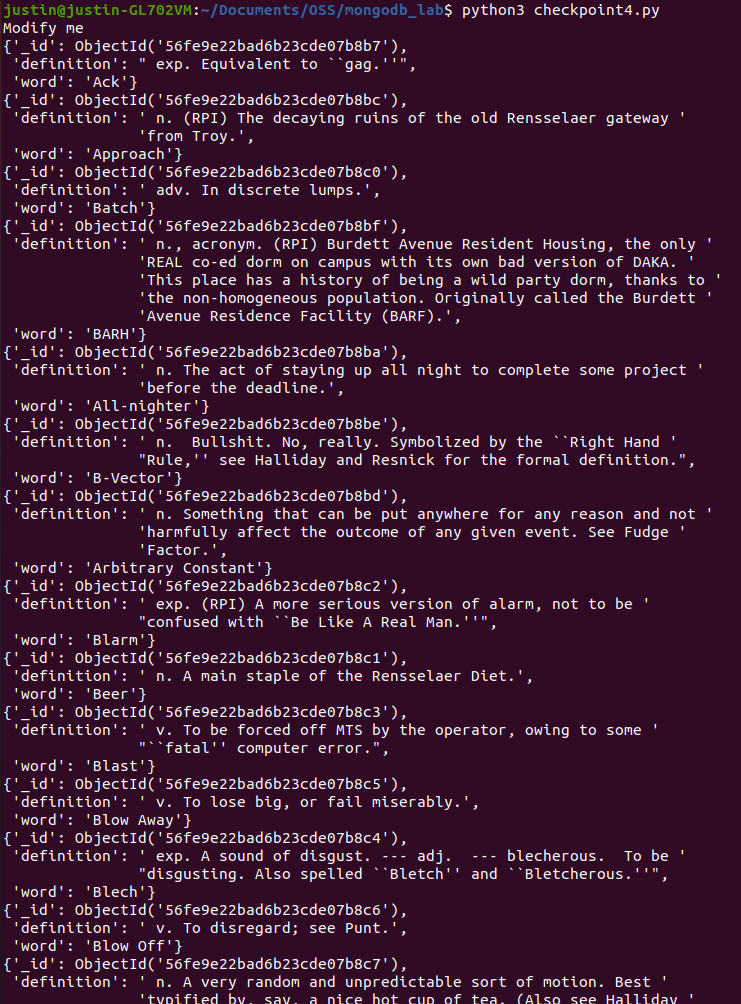 justin@justin-GL702VM:~/Documents/OSS/mongodb_lab$ python3 checkpoint4.py
Modify me
{'_id': ObjectId('56fe9e22bad6b23cde07b8b7'),
 'definition': " exp. Equivalent to ``gag.''",
 'word': 'Ack'}
{'_id': ObjectId('56fe9e22bad6b23cde07b8bc'),
 'definition': ' n. (RPI) The decaying ruins of the old Rensselaer gateway '
               'from Troy.',
 'word': 'Approach'}
{'_id': ObjectId('56fe9e22bad6b23cde07b8c0'),
 'definition': ' adv. In discrete lumps.',
 'word': 'Batch'}
{'_id': ObjectId('56fe9e22bad6b23cde07b8bf'),
 'definition': ' n., acronym. (RPI) Burdett Avenue Resident Housing, the only '
               'REAL co-ed dorm on campus with its own bad version of DAKA. '
               'This place has a history of being a wild party dorm, thanks to '
               'the non-homogeneous population. Originally called the Burdett '
               'Avenue Residence Facility (BARF).',
 'word': 'BARH'}
{'_id': ObjectId('56fe9e22bad6b23cde07b8ba'),
 'definition': ' n. The act of staying up all night to complete some project '
               'before the deadline.',
 'word': 'All-nighter'}
{'_id': ObjectId('56fe9e22bad6b23cde07b8be'),
 'definition': ' n.  Bullshit. No, really. Symbolized by the ``Right Hand '
               "Rule,'' see Halliday and Resnick for the formal definition.",
 'word': 'B-Vector'}
{'_id': ObjectId('56fe9e22bad6b23cde07b8bd'),
 'definition': ' n. Something that can be put anywhere for any reason and not '
               'harmfully affect the outcome of any given event. See Fudge '
               'Factor.',
 'word': 'Arbitrary Constant'}
{'_id': ObjectId('56fe9e22bad6b23cde07b8c2'),
 'definition': ' exp. (RPI) A more serious version of alarm, not to be '
               "confused with ``Be Like A Real Man.''",
 'word': 'Blarm'}
{'_id': ObjectId('56fe9e22bad6b23cde07b8c1'),
 'definition': ' n. A main staple of the Rensselaer Diet.',
 'word': 'Beer'}
{'_id': ObjectId('56fe9e22bad6b23cde07b8c3'),
 'definition': ' v. To be forced off MTS by the operator, owing to some '
               "``fatal'' computer error.",
 'word': 'Blast'}
{'_id': ObjectId('56fe9e22bad6b23cde07b8c5'),
 'definition': ' v. To lose big, or fail miserably.',
 'word': 'Blow Away'}
{'_id': ObjectId('56fe9e22bad6b23cde07b8c4'),
 'definition': ' exp. A sound of disgust. --- adj.  --- blecherous.  To be '
               "disgusting. Also spelled ``Bletch'' and ``Bletcherous.''",
 'word': 'Blech'}
{'_id': ObjectId('56fe9e22bad6b23cde07b8c6'),
 'definition': ' v. To disregard; see Punt.',
 'word': 'Blow Off'}
{'_id': ObjectId('56fe9e22bad6b23cde07b8c7'),
 'definition': ' n. A very random and unpredictable sort of motion. Best '
               'typified by, say, a nice hot cup of tea. (Also see Halliday '